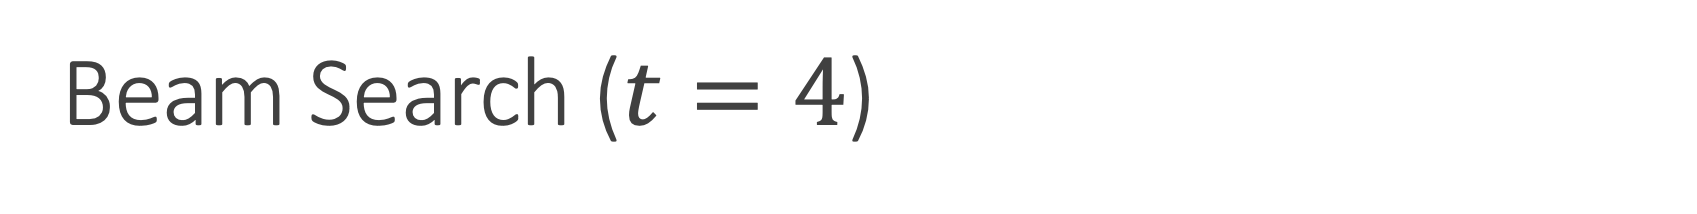 Beam Search (t = 4)